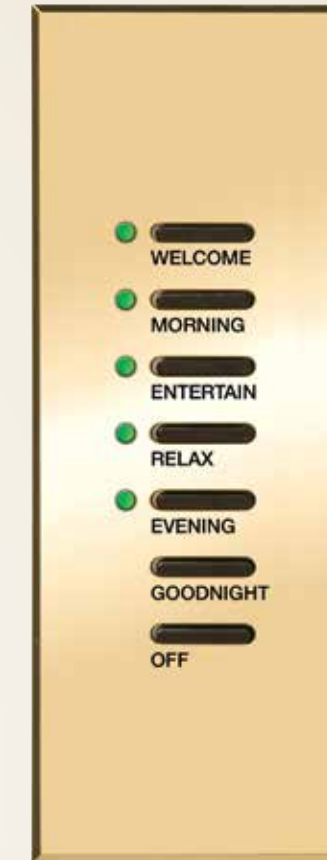 WELCOME
MORNING
ENTERTAIN
RELAX
EVENING
GOODNIGHT
OFF